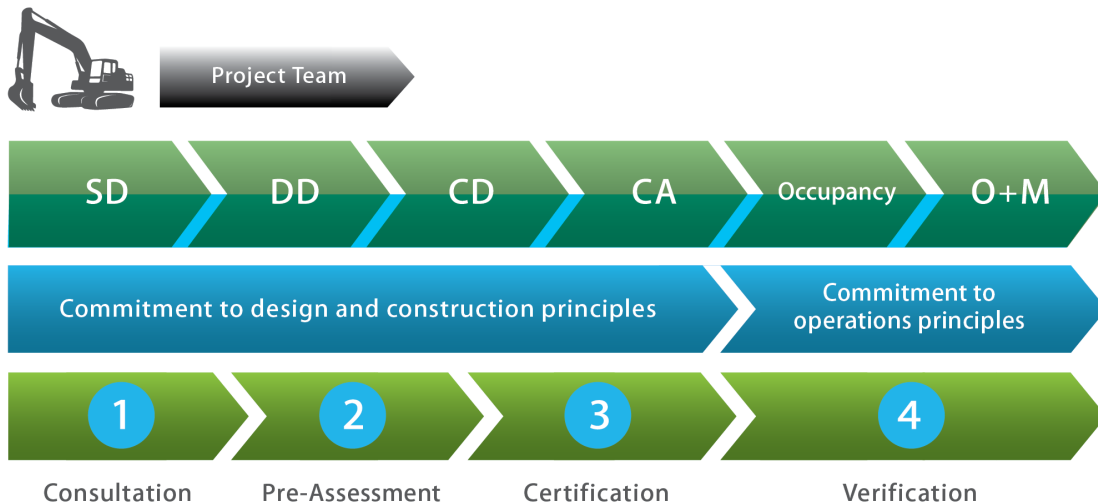 Project Team
SD
DD
CD
CA
Occupancy
O+M
Commitment to design and construction principles
Commitment to
operations principles
1
2
3
4
Consultation
Pre-Assessment
Certification
Verification